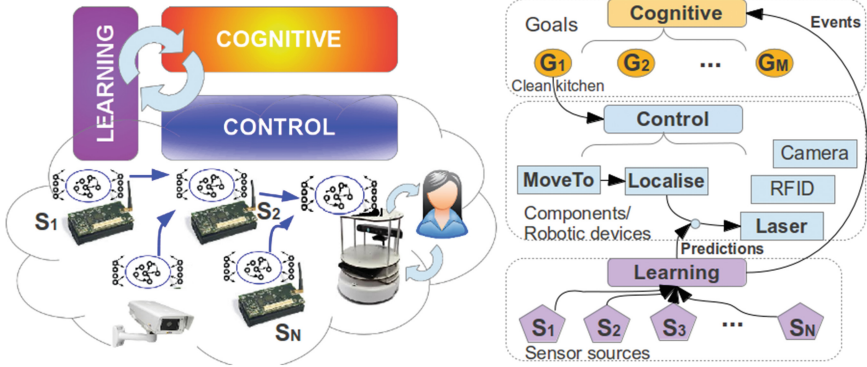 LEARNING
COGNITIVE
CONTROL
S1
S2
SN
Cognitive
Events
Goals
G1
G2
...
GM
Clean kitchen
Control
Camera
MoveTo
Localise
RFID
Components/
Robotic devices
Laser
Predictions
Learning
S1
S2
S3
...
SN
Sensor sources